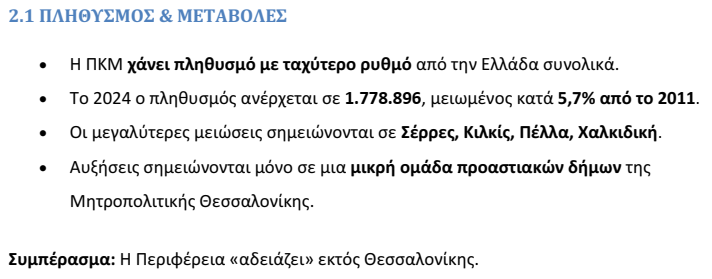 2.1 ΠΛΗΘΥΣΜΟΣ & ΜΕΤΑΒΟΛΕΣ
• Η ΠΚΜ χάνει πληθυσμό με ταχύτερο ρυθμό από την Ελλάδα συνολικά.
• Το 2024 ο πληθυσμός ανέρχεται σε 1.778.896, μειωμένος κατά 5,7% από το 2011.
• Οι μεγαλύτερες μειώσεις σημειώνονται σε Σέρρες, Κιλκίς, Πέλλα, Χαλκιδική.
• Αυξήσεις σημειώνονται μόνο σε μια μικρή ομάδα προαστιακών δήμων της
Μητροπολιτικής Θεσσαλονίκης.
Συμπέρασμα: Η Περιφέρεια «αδειάζει» εκτός Θεσσαλονίκης.